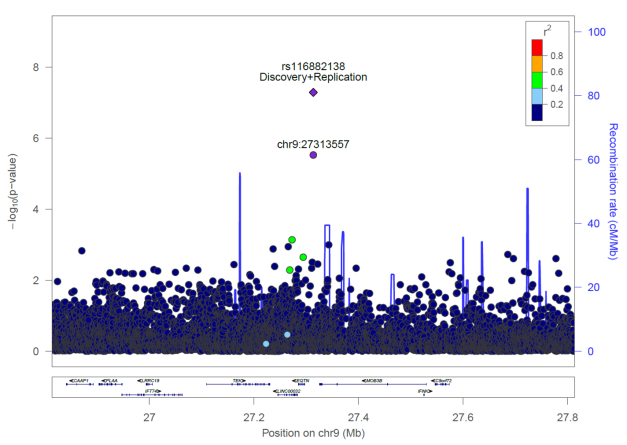 rs116882138
Discovery+Replication
chr9:27313557
r2
0.8
0.6
0.4
0.2
−log10(p−value)
0
2
4
6
8
Recombination rate (cM/Mb)
0
20
40
60
80
100
PLAA
LRRC19
IFT74
TEK
LINC00032
EQTN
MOB3B
IFNK
C9orf72
27
27.2
27.4
27.6
27.8
Position on chr9 (Mb)